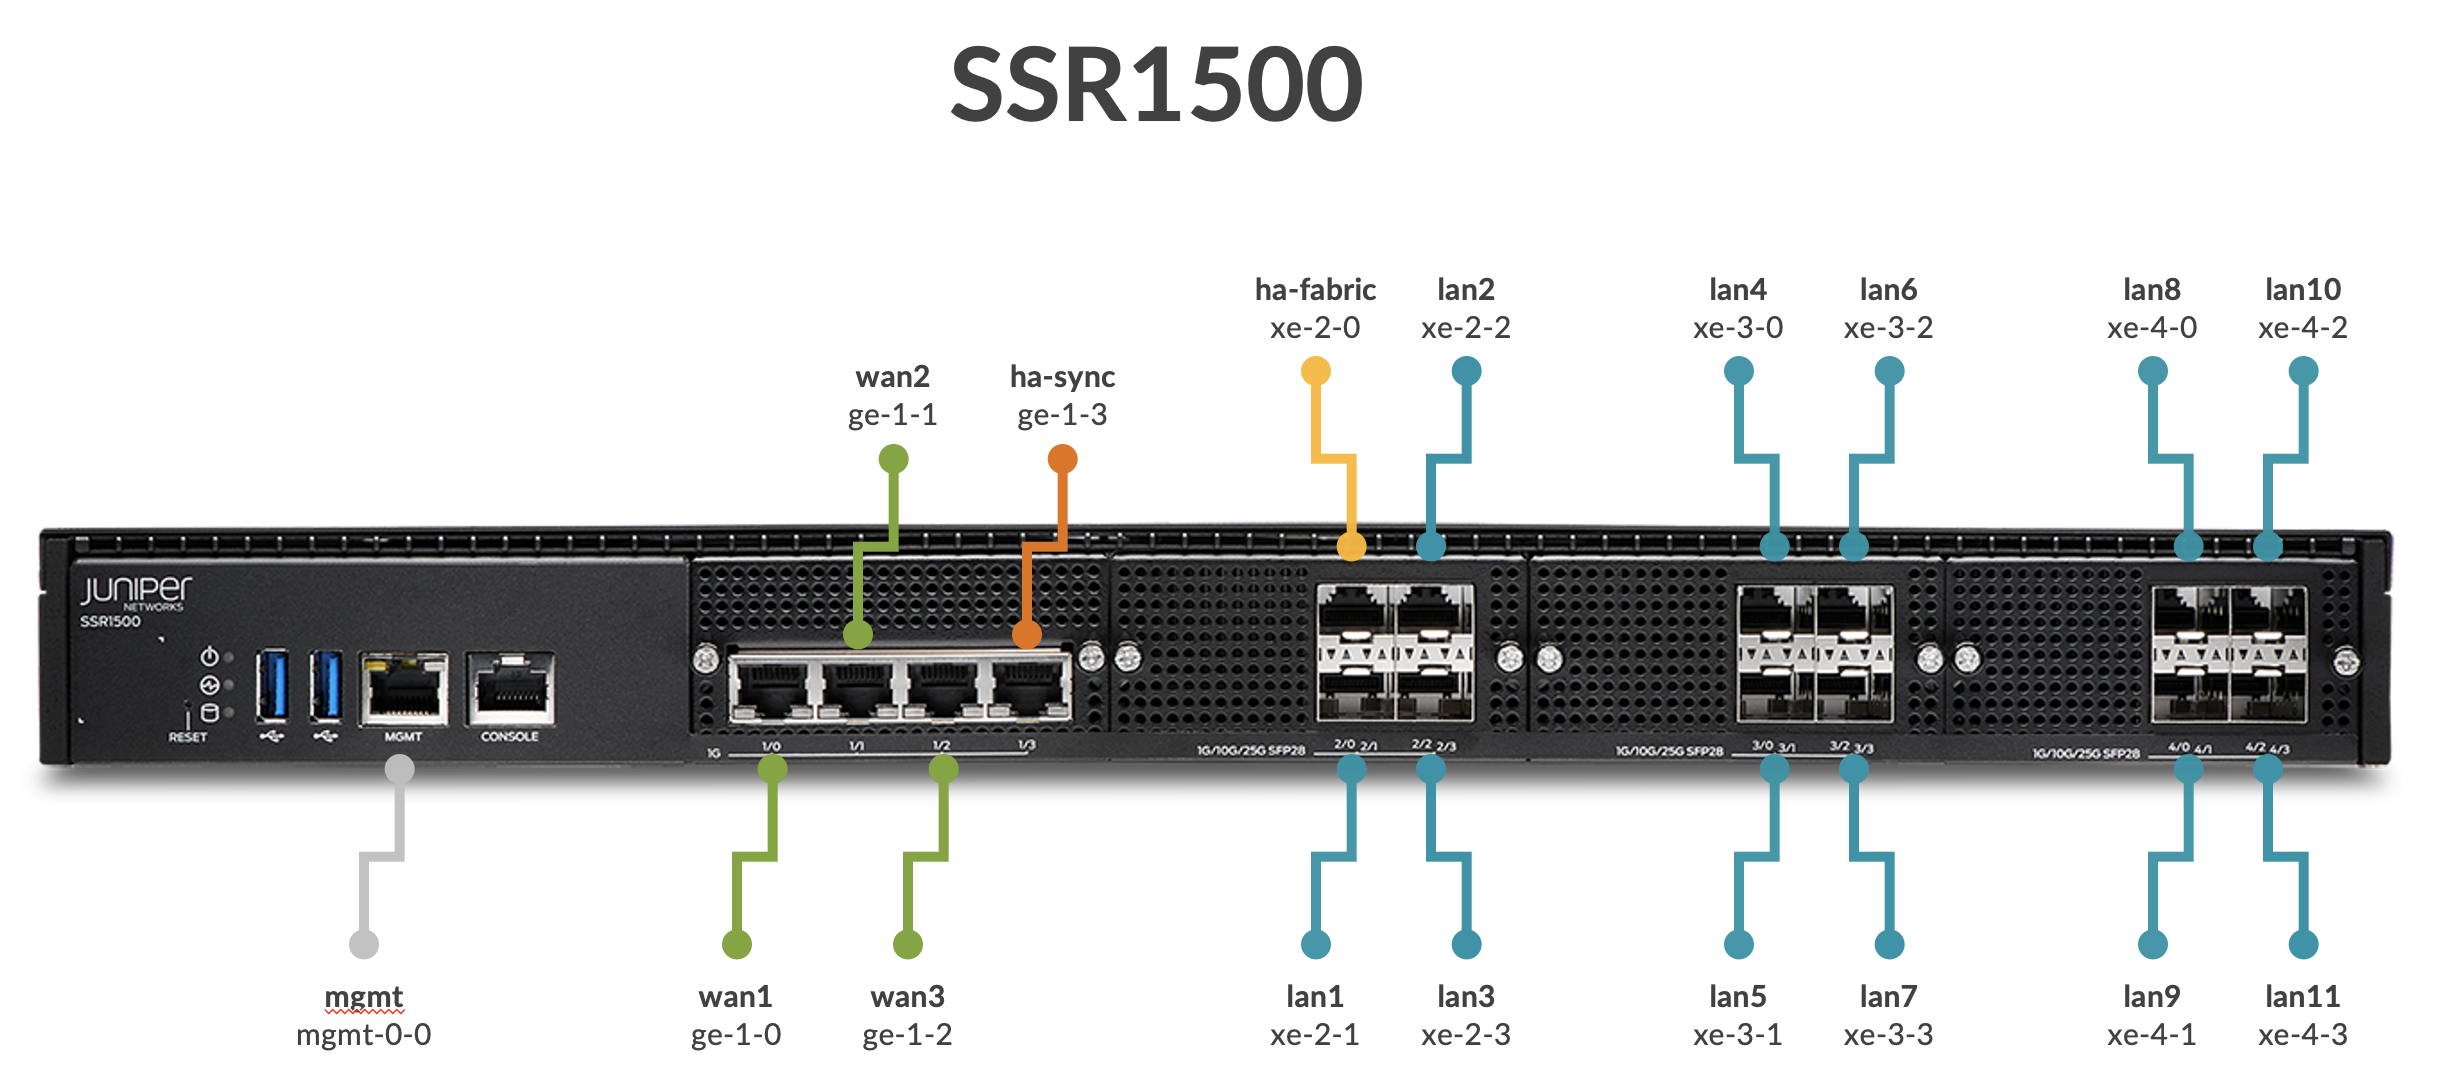 SSR1500
ha-fabric
xe-2-0
lan2
xe-2-2
lan4
xe-3-0
lan6
xe-3-2
lan8
xe-4-0
lan10
xe-4-2
wan2
ge-1-1
ha-sync
ge-1-3
JUNIPer
NETWORKS
SSR1500
RESET
MGMT
CONSOLE
1G 1/0 1/1 1/2 1/3
1G/10G/25G SFP28 2/0 2/1 2/2 2/3
1G/10G/25G SFP28 3/0 3/1 3/2 3/3
1G/10G/25G SFP28 4/0 4/1 4/2 4/3
mgmt
mgmt-0-0
wan1
ge-1-0
wan3
ge-1-2
lan1
xe-2-1
lan3
xe-2-3
lan5
xe-3-1
lan7
xe-3-3
lan9
xe-4-1
lan11
xe-4-3